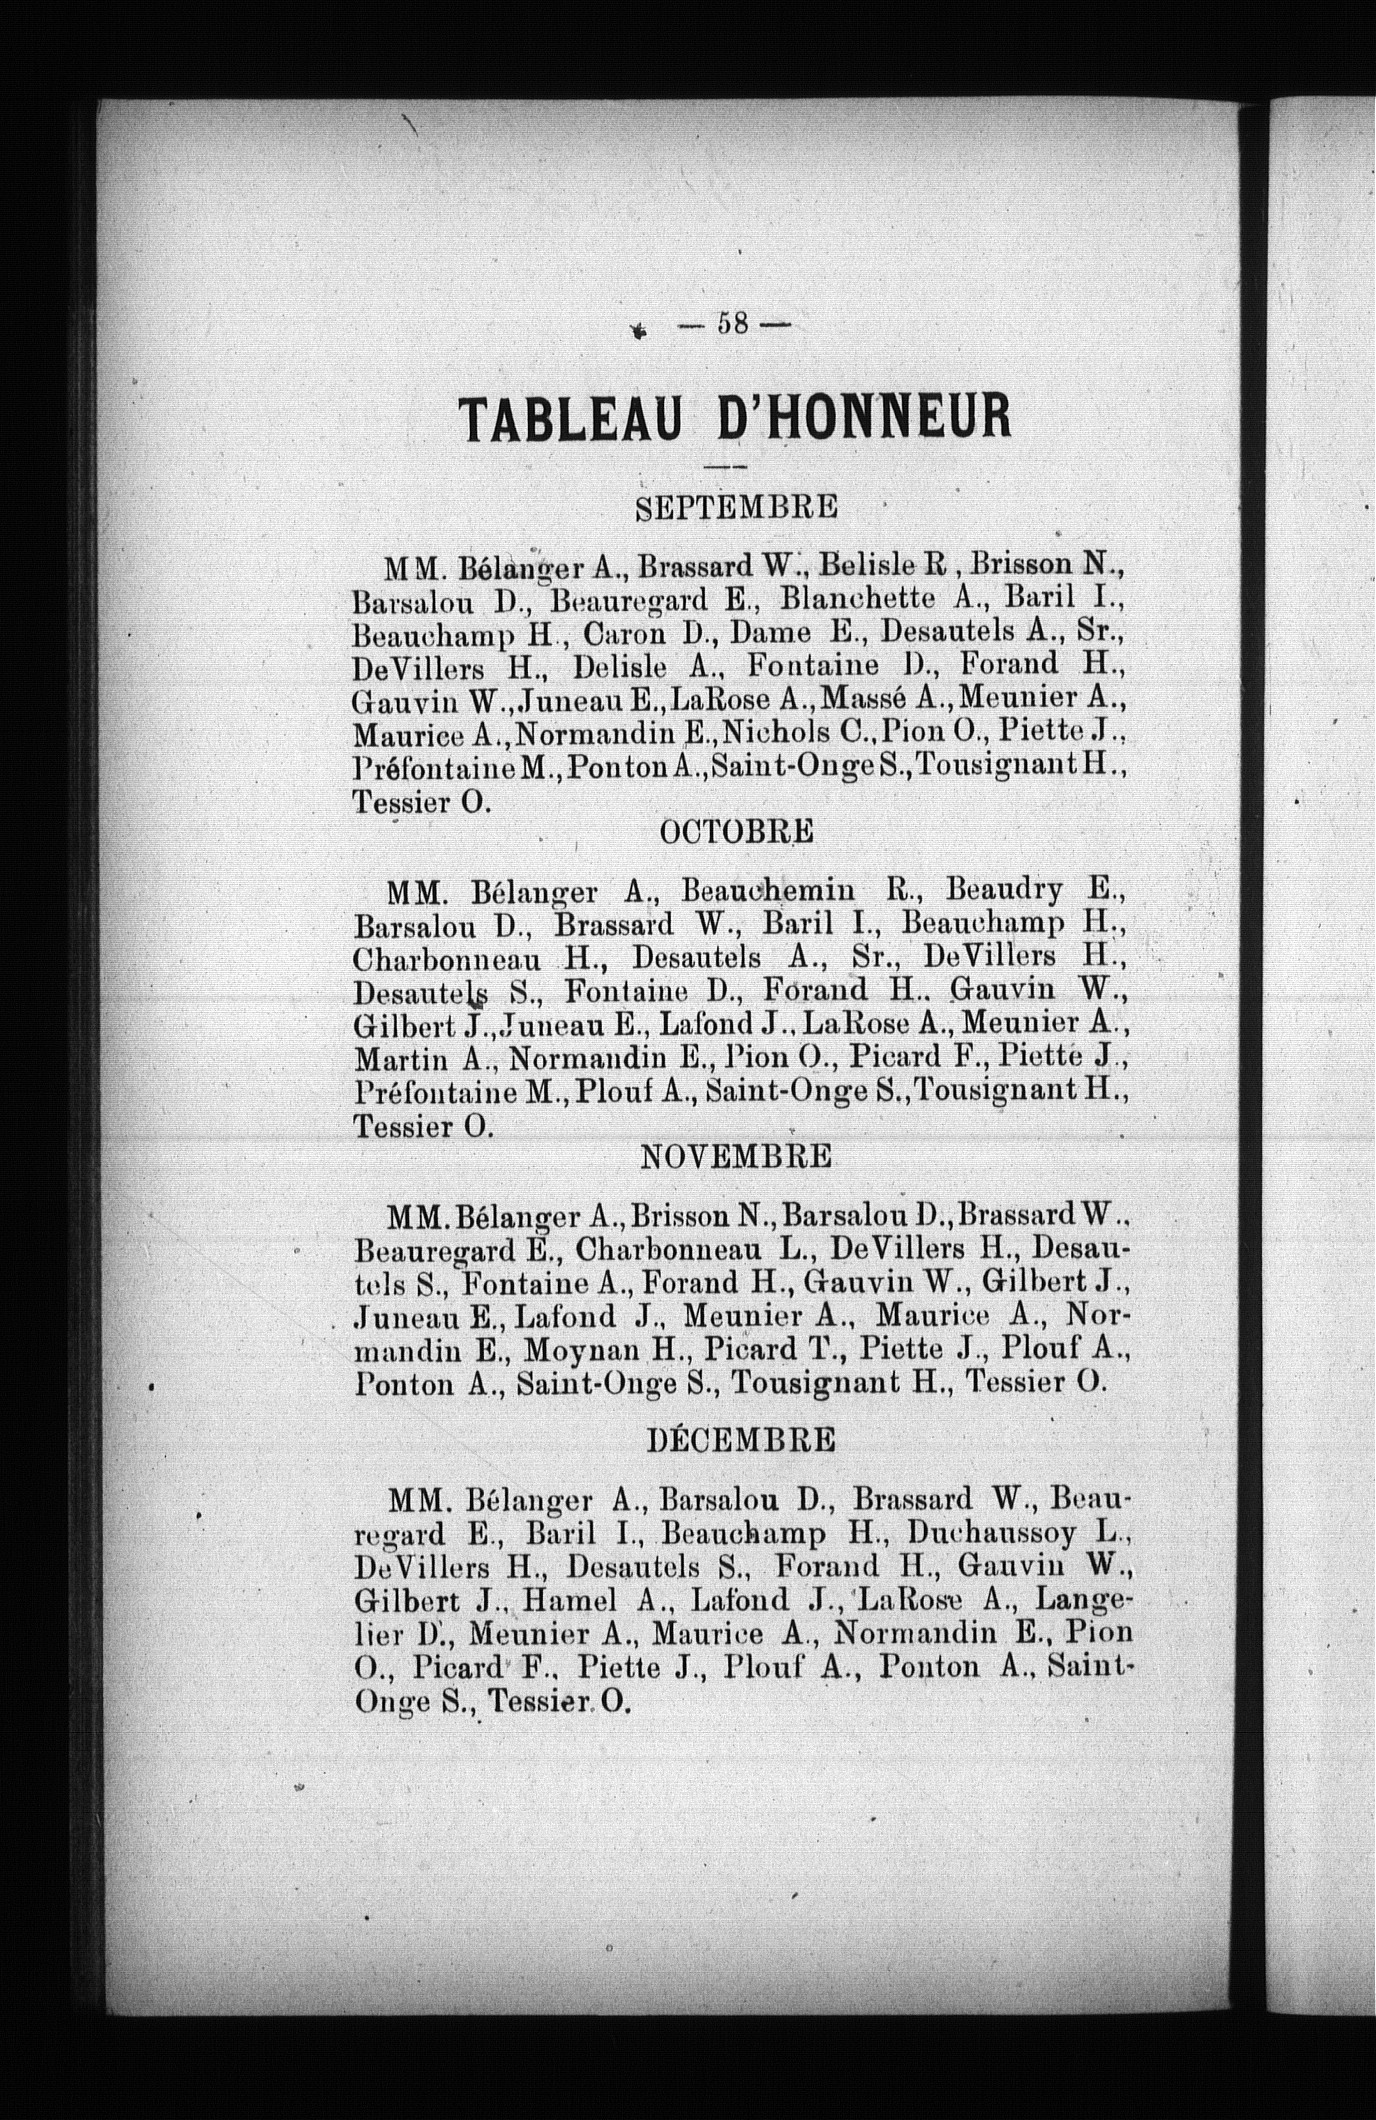 — 58 —
TABLEAU D'HONNEUR
SEPTEMBRE
MM. Bélanger A., Brassard W., Belisle R , Brisson N.,
Barsalou D., Beauregard E., Blanchette A., Baril I.,
Beauchamp H., Caron D., Dame E., Desautels A., Sr.,
DeVillers H., Delisle A., Fontaine D., Forand H.,
Gauvin W., Juneau E., LaRose A., Massé A., Meunier A.,
Maurice A., Normandin E., Nichols C., Pion O., Piette J.,
Préfontaine M., Ponton A., Saint-Onge S., Tousignant H.,
Tessier O.
OCTOBRE
MM. Bélanger A., Beauchemin R., Beaudry E.,
Barsalou D., Brassard W., Baril I., Beauchamp H.,
Charbonneau H., Desautels A., Sr., DeVillers H.,
Desautels S., Fontaine D., Forand H.. Gauvin W.,
Gilbert J., Juneau E., Lafond J., LaRose A., Meunier A.,
Martin A., Normandin E., Pion O., Picard F., Piette J.,
Préfontaine M., Plouf A., Saint-Onge S., Tousignant H.,
Tessier O.
NOVEMBRE
MM. Bélanger A., Brisson N., Barsalou D., Brassard W.,
Beauregard E., Charbonneau L., DeVillers H., Desau-
tels S., Fontaine A., Forand H., Gauvin W., Gilbert J.,
Juneau E., Lafond J., Meunier A., Maurice A., Nor-
mandin E., Moynan H., Picard T., Piette J., Plouf A.,
Ponton A., Saint-Onge S., Tousignant H., Tessier O.
DÉCEMBRE
MM. Bélanger A., Barsalou D., Brassard W., Beau-
regard E., Baril I., Beauchamp H., Duchaussoy L.,
DeVillers H., Desautels S., Forand H., Gauvin W.,
Gilbert J., Hamel A., Lafond J., LaRose A., Lange-
lier D., Meunier A., Maurice A., Normandin E., Pion
O., Picard F., Piette J., Plouf A., Ponton A., Saint-
Onge S., Tessier O.